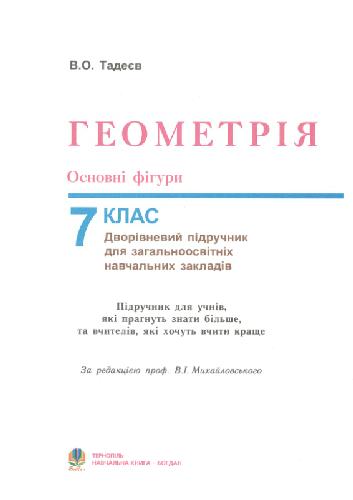 В.О. Тадеєв
ГЕОМЕТРІЯ
Основні фігури
7 КЛАС
Дворівневий підручник
для загальноосвітніх
навчальних закладів
Підручник для учнів,
які прагнуть знати більше,
та вчителів, які хочуть вчити краще
За редакцією проф. В.І. Михайловського
ТЕРНОПІЛЬ
НАВЧАЛЬНА КНИГА – БОГДАН